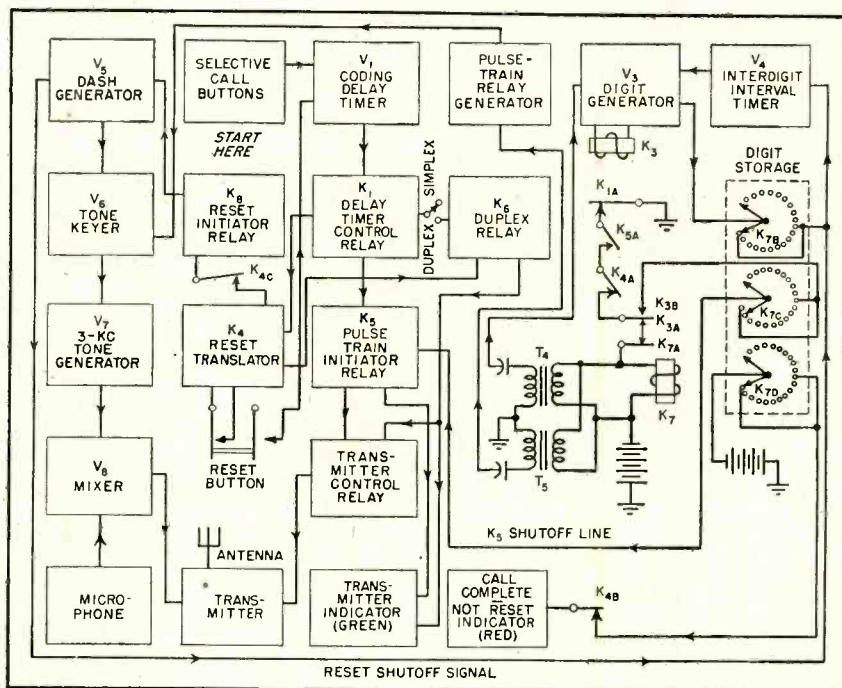 V5
DASH
GENERATOR
SELECTIVE
CALL
BUTTONS
START
HERE
V1
CODING
DELAY
TIMER
PULSE-
TRAIN
RELAY
GENERATOR
V3
DIGIT
GENERATOR
V4
INTERDIGIT
INTERVAL
TIMER
K3
DIGIT
STORAGE
V6
TONE
KEYER
K8
RESET
INITIATOR
RELAY
K1
DELAY
TIMER
CONTROL
RELAY
SIMPLEX
DUPLEX
K6
DUPLEX
RELAY
K1A
K5A
K4A
K3B
K3A
K7A
K7B
K7C
K7D
K4C
V7
3-KC
TONE
GENERATOR
K4
RESET
TRANSLATOR
K5
PULSE
TRAIN
INITIATOR
RELAY
T4
T5
K7
RESET
BUTTON
V8
MIXER
TRANS-
MITTER
CONTROL
RELAY
K5 SHUTOFF LINE
ANTENNA
MICRO-
PHONE
TRANS-
MITTER
TRANS-
MITTER
INDICATOR
(GREEN)
CALL
COMPLETE
NOT RESET
INDICATOR
(RED)
K4B
RESET SHUTOFF SIGNAL